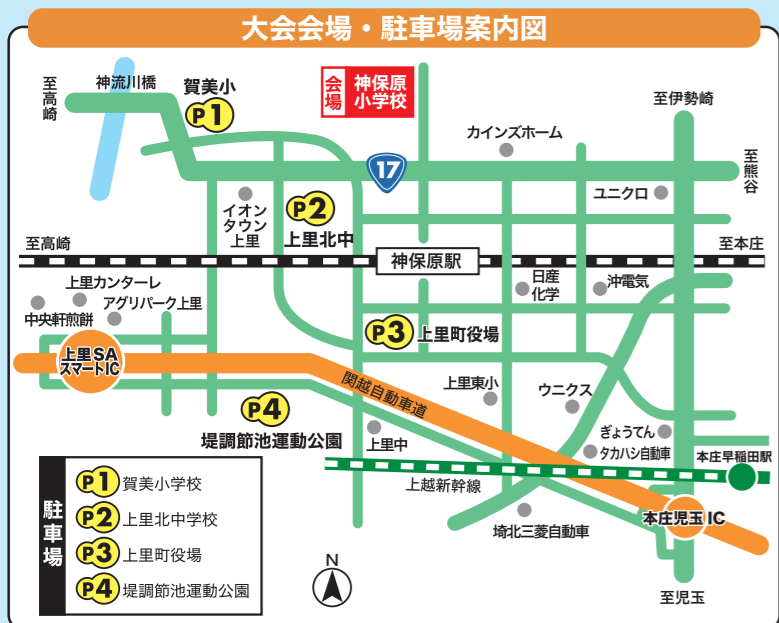 大会会場・駐車場案内図
至高崎
神流川橋
賀美小
P1
会場
神保原
小学校
至伊勢崎
カインズホーム
至熊谷
17
ユニクロ
イオン
タウン
上里
P2
上里北中
至高崎
神保原駅
至本庄
上里カンターレ
アグリパーク上里
中央軒煎餅
日産
化学
沖電気
P3 上里町役場
上里SA
スマートIC
関越自動車道
上里東小
ウニクス
P4
堤調節池運動公園
上里中
ぎょうてん
タカハシ自動車
本庄早稲田駅
上越新幹線
本庄児玉IC
埼北三菱自動車
至児玉
駐車場
P1 賀美小学校
P2 上里北中学校
P3 上里町役場
P4 堤調節池運動公園
N